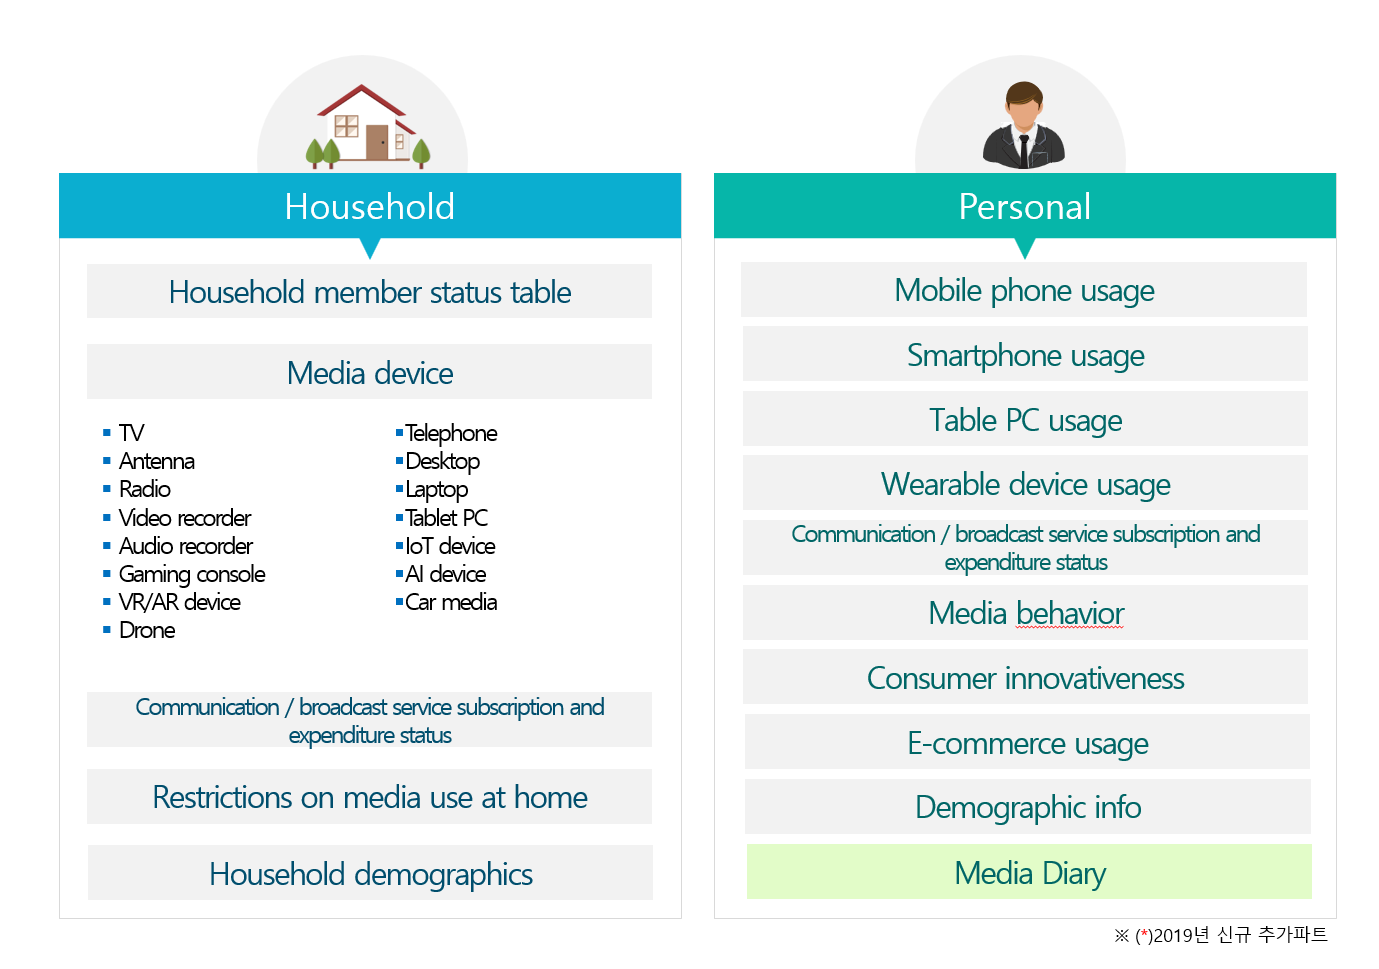 Household
Household member status table
Media device
TV
Antenna
Radio
Video recorder
Audio recorder
Gaming console
VR/AR device
Drone
Telephone
Desktop
Laptop
Tablet PC
IoT device
AI device
Car media
Communication / broadcast service subscription and
expenditure status
Restrictions on media use at home
Household demographics
Personal
Mobile phone usage
Smartphone usage
Table PC usage
Wearable device usage
Communication / broadcast service subscription and
expenditure status
Media behavior
Consumer innovativeness
E-commerce usage
Demographic info
Media Diary
※ (*)2019년 신규 추가파트